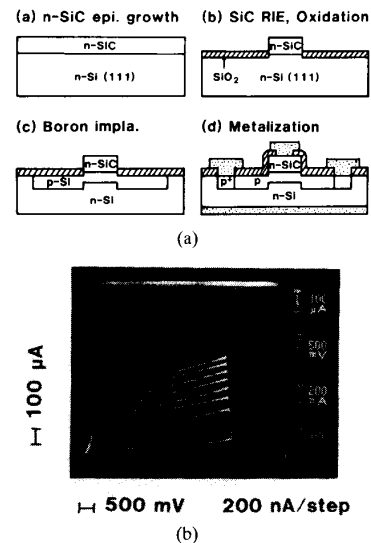 (a) n-SiC epi. growth
n-SiC
n-Si (111)
(b) SiC RIE, Oxidation
n-SiC
SiO2
n-Si (111)
(c) Boron impla.
n-SiC
p-Si
n-Si
(d) Metalization
n-SiC
p+
p
n-Si
(a)
100 μA
500 mV
200 nA/step
(b)